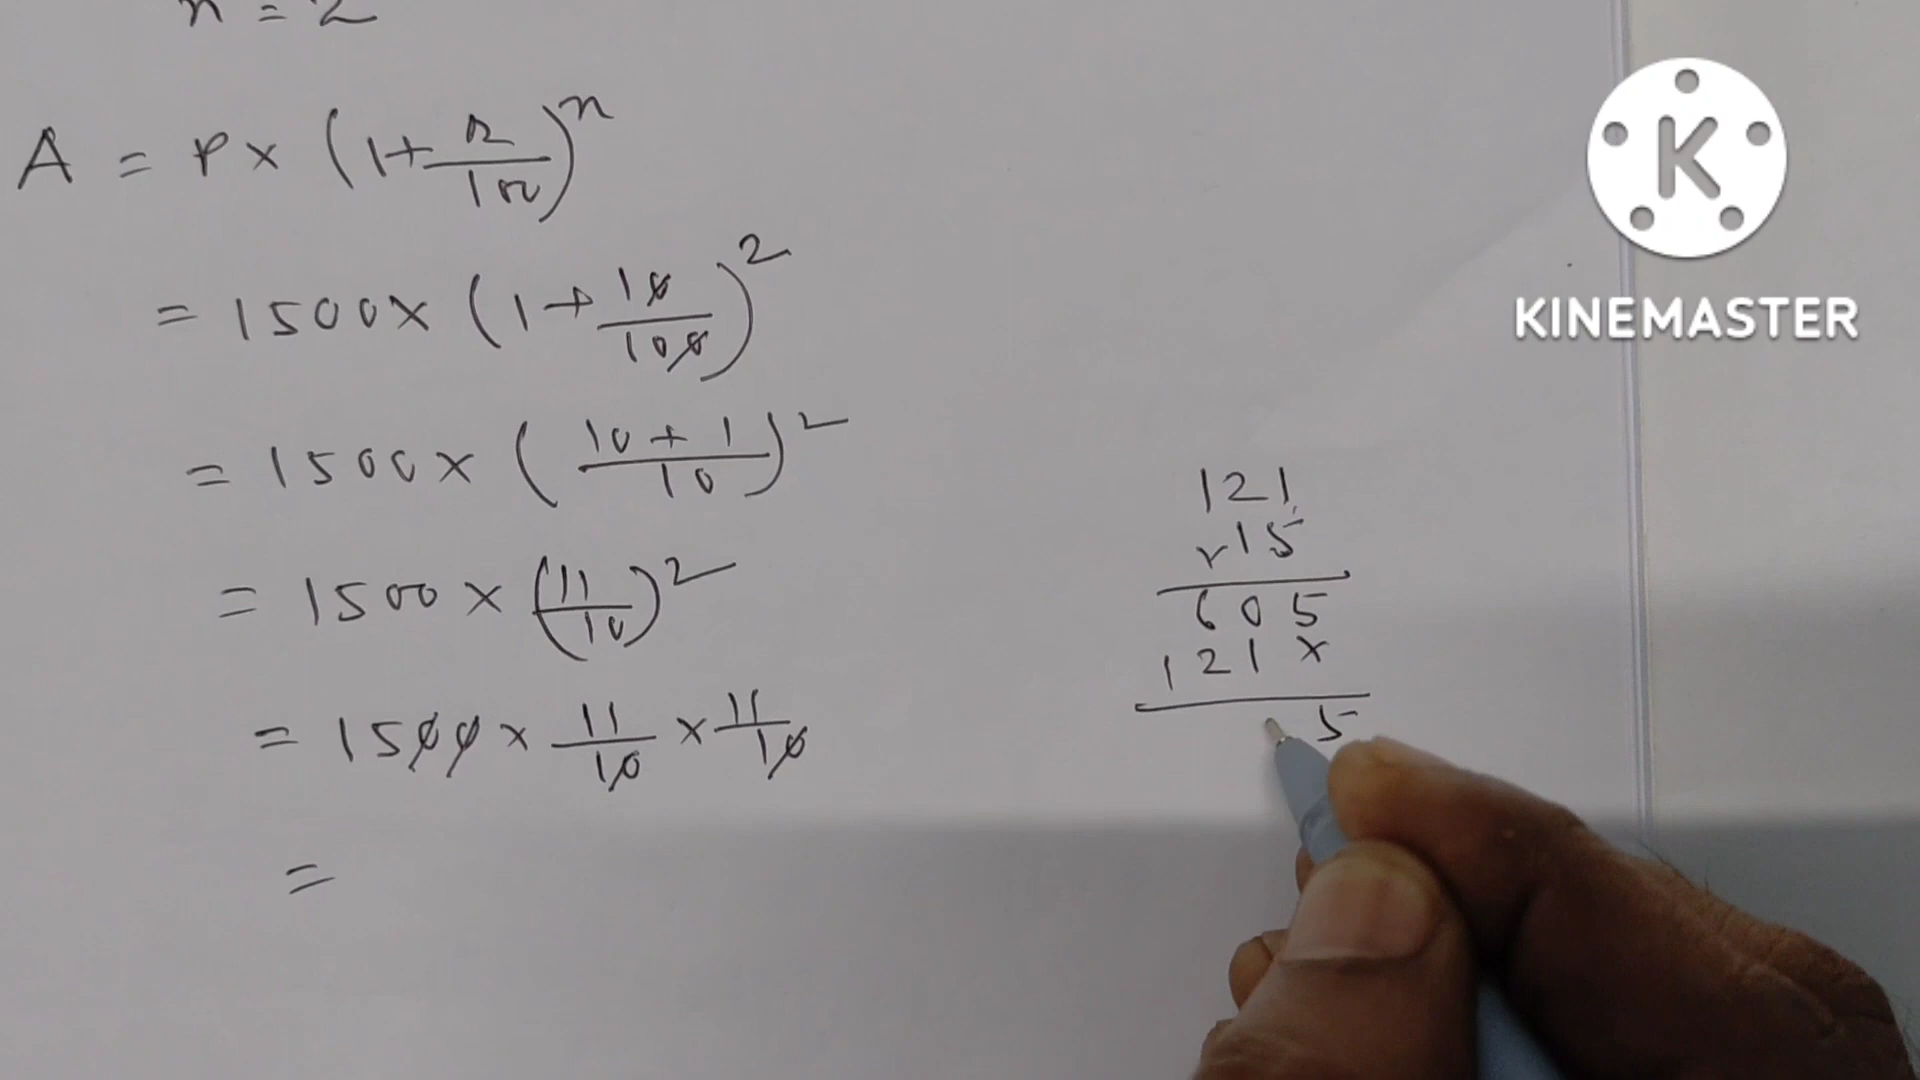 n = 2
A = P × (1 + r/100)^n
= 1500 × (1 + 10/100)^2
= 1500 × (10 + 1/10)^2
= 1500 × (11/10)^2
= 1500 × 11/10 × 11/10
=
121
×15
605
121×
5
KINEMASTER